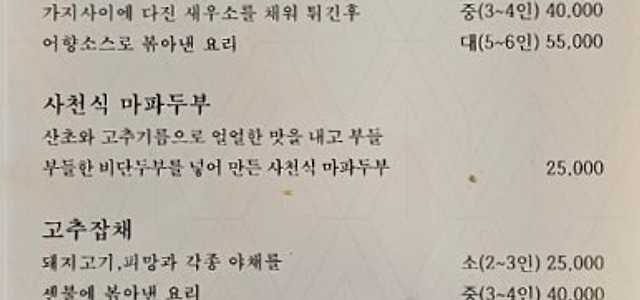 가지사이에 다진 새우소를 채워 튀긴후 중(3~4인) 40,000
어향소스로 볶아낸 요리 대(5~6인) 55,000
사천식 마파두부
산초와 고추기름으로 얼얼한 맛을 내고 부들
부들한 비단두부를 넣어 만든 사천식 마파두부 25,000
고추잡채
돼지고기,피망과 각종 야채를 소(2~3인) 25,000
센불에 볶아낸 요리 중(3~4인) 40,000